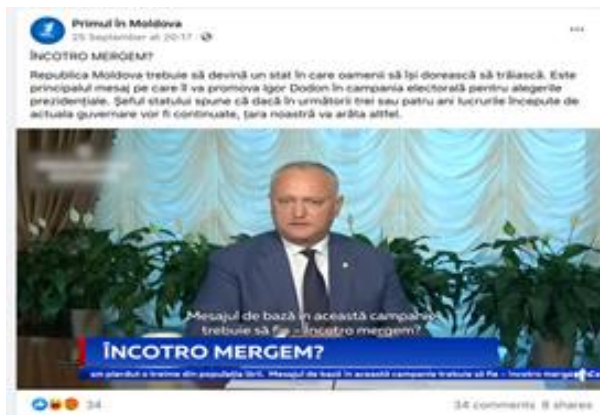 Primul în Moldova
25 September at 20:17
ÎNCOTRO MERGEM?
Republica Moldova trebuie să devină un stat în care oamenii să își dorească să trăiască. Este
principalul mesaj pe care îl va promova Igor Dodon în campania electorală pentru alegerile
prezidențiale. Șeful statului spune că dacă în următorii trei sau patru ani lucrurile începute de
actuala guvernare vor fi continuate, țara noastră va arăta altfel.
Mesajul de bază în această campanie
trebuie să fie – încotro mergem?
ÎNCOTRO MERGEM?
am pierdut o treime din populația țării. Mesajul de bază în această campanie trebuie să fie – încotro mergem?
34
34 comments 8 shares